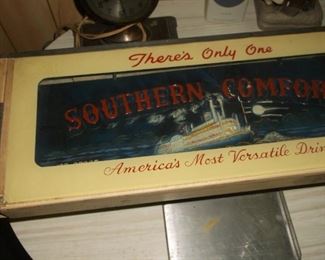 There's Only One
SOUTHERN COMFOR
America's Most Versatile Drin